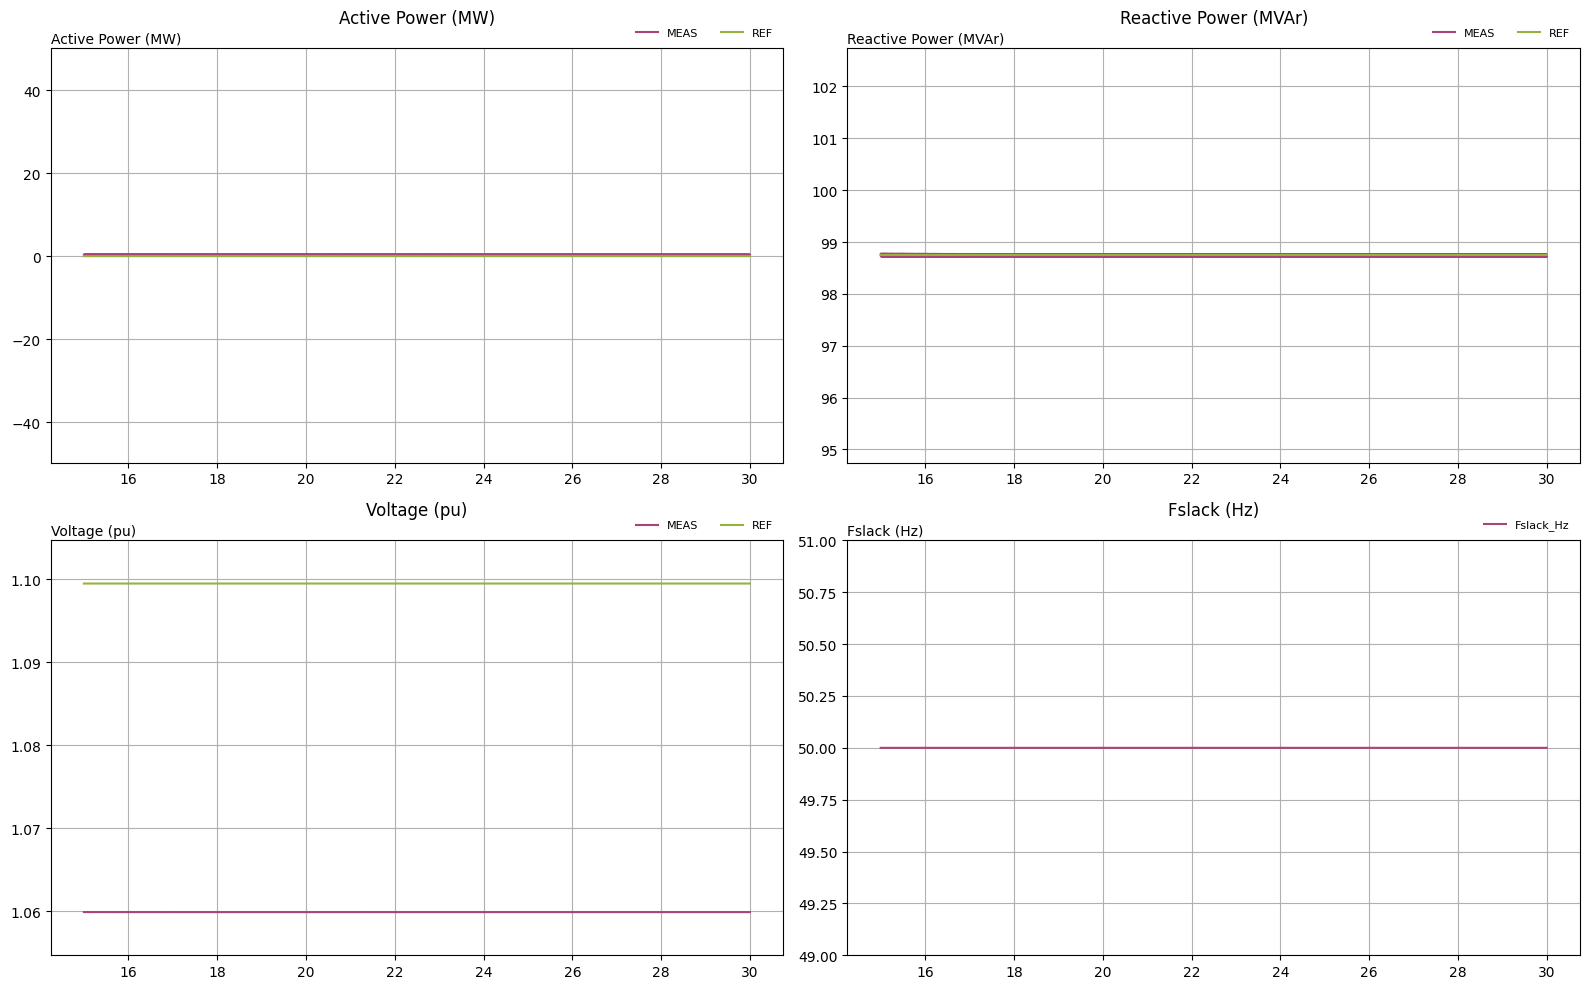 Active Power (MW)
Active Power (MW)
MEAS REF
40
20
0
−20
−40
16 18 20 22 24 26 28 30
Reactive Power (MVAr)
Reactive Power (MVAr)
MEAS REF
102
101
100
99
98
97
96
95
16 18 20 22 24 26 28 30
Voltage (pu)
Voltage (pu)
MEAS REF
1.10
1.09
1.08
1.07
1.06
16 18 20 22 24 26 28 30
Fslack (Hz)
Fslack (Hz)
Fslack_Hz
51.00
50.75
50.50
50.25
50.00
49.75
49.50
49.25
49.00
16 18 20 22 24 26 28 30